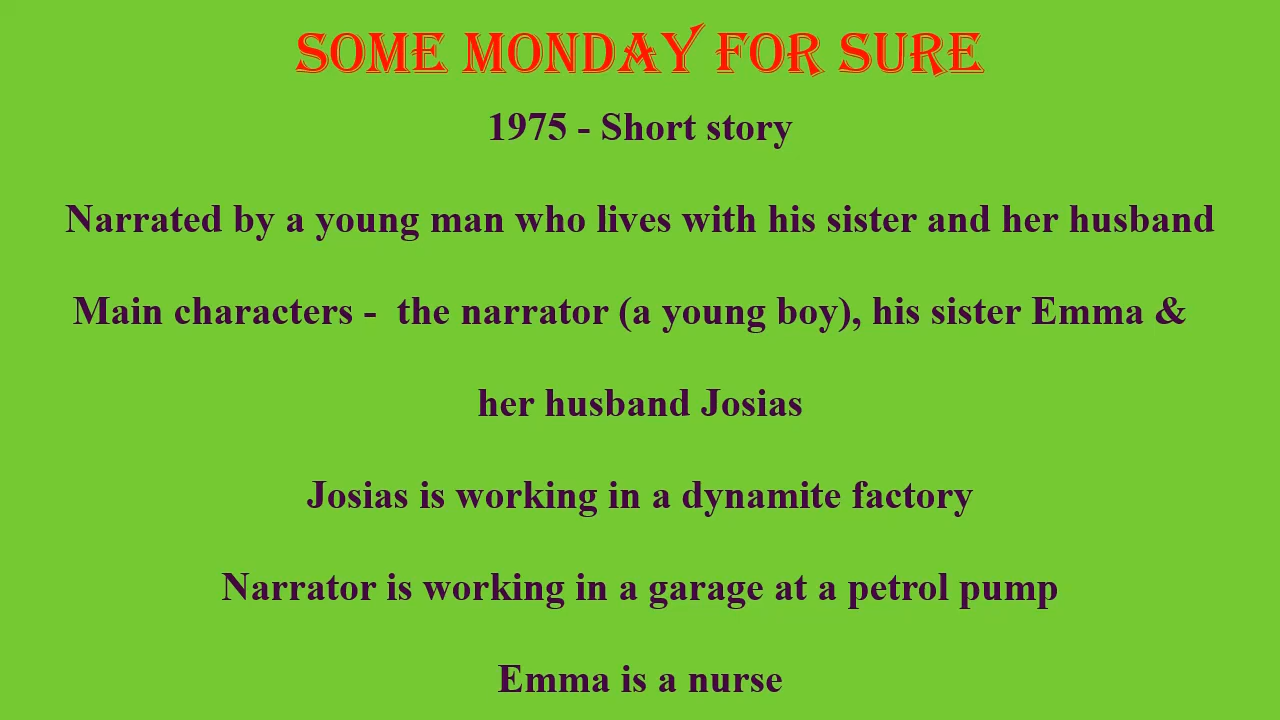 SOME MONDAY FOR SURE
1975 - Short story
Narrated by a young man who lives with his sister and her husband
Main characters -  the narrator (a young boy), his sister Emma &
her husband Josias
Josias is working in a dynamite factory
Narrator is working in a garage at a petrol pump
Emma is a nurse